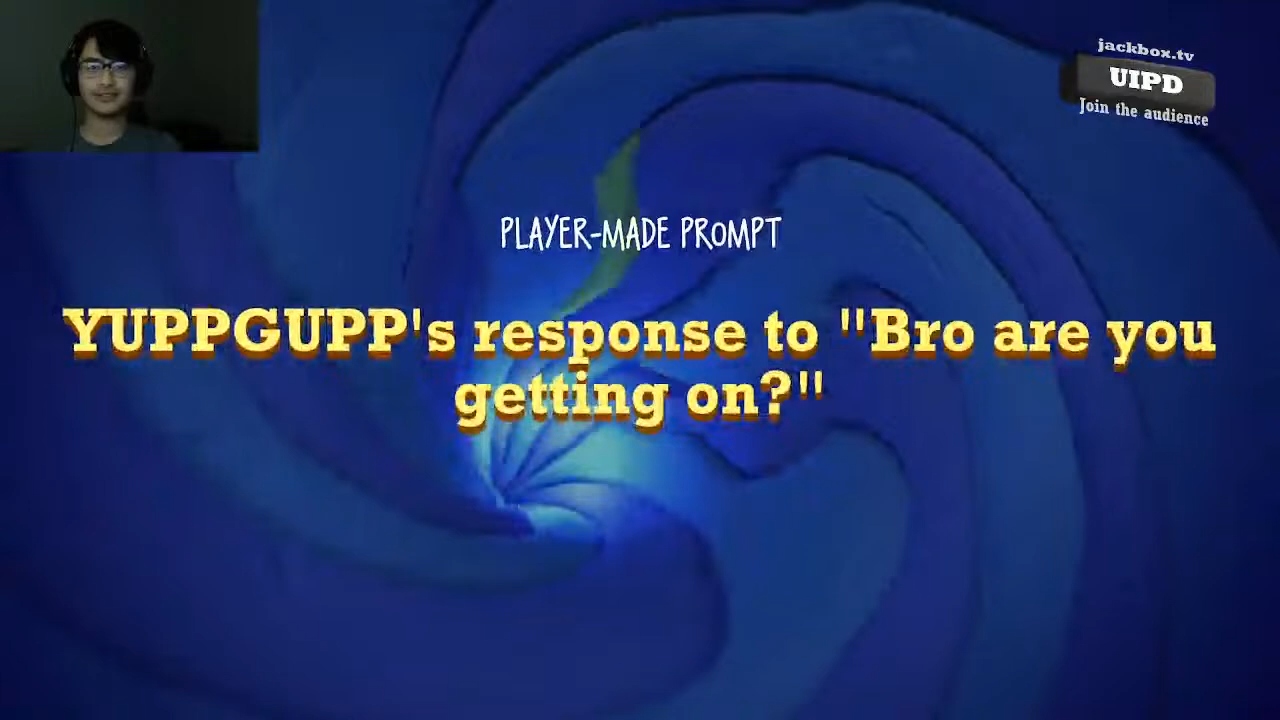 jackbox.tv
UIPD
Join the audience
PLAYER-MADE PROMPT
YUPPGUPP's response to "Bro are you
getting on?"